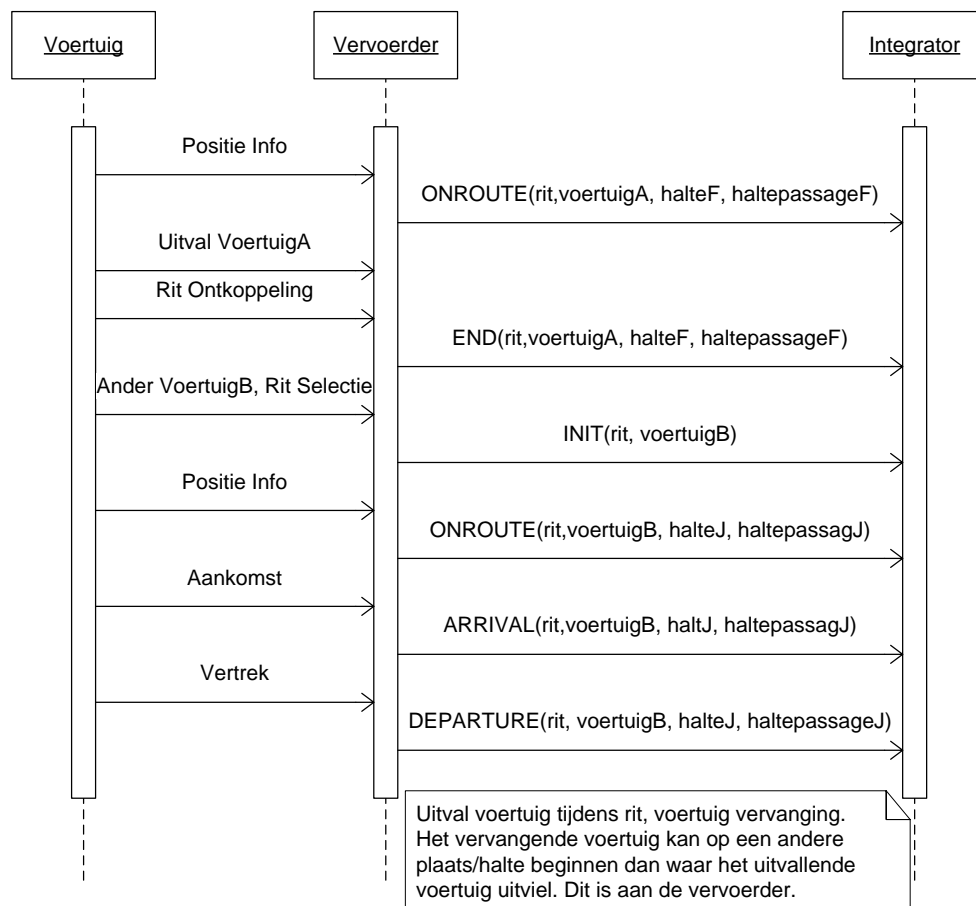 Voertuig
Vervoerder
Integrator
Positie Info
ONROUTE(rit,voertuigA, halteF, haltepassageF)
Uitval VoertuigA
Rit Ontkoppeling
END(rit,voertuigA, halteF, haltepassageF)
Ander VoertuigB, Rit Selectie
INIT(rit, voertuigB)
Positie Info
ONROUTE(rit,voertuigB, halteJ, haltepassagJ)
Aankomst
ARRIVAL(rit,voertuigB, haltJ, haltepassagJ)
Vertrek
DEPARTURE(rit, voertuigB, halteJ, haltepassageJ)
Uitval voertuig tijdens rit, voertuig vervanging.
Het vervangende voertuig kan op een andere
plaats/halte beginnen dan waar het uitvallende
voertuig uitviel. Dit is aan de vervoerder.